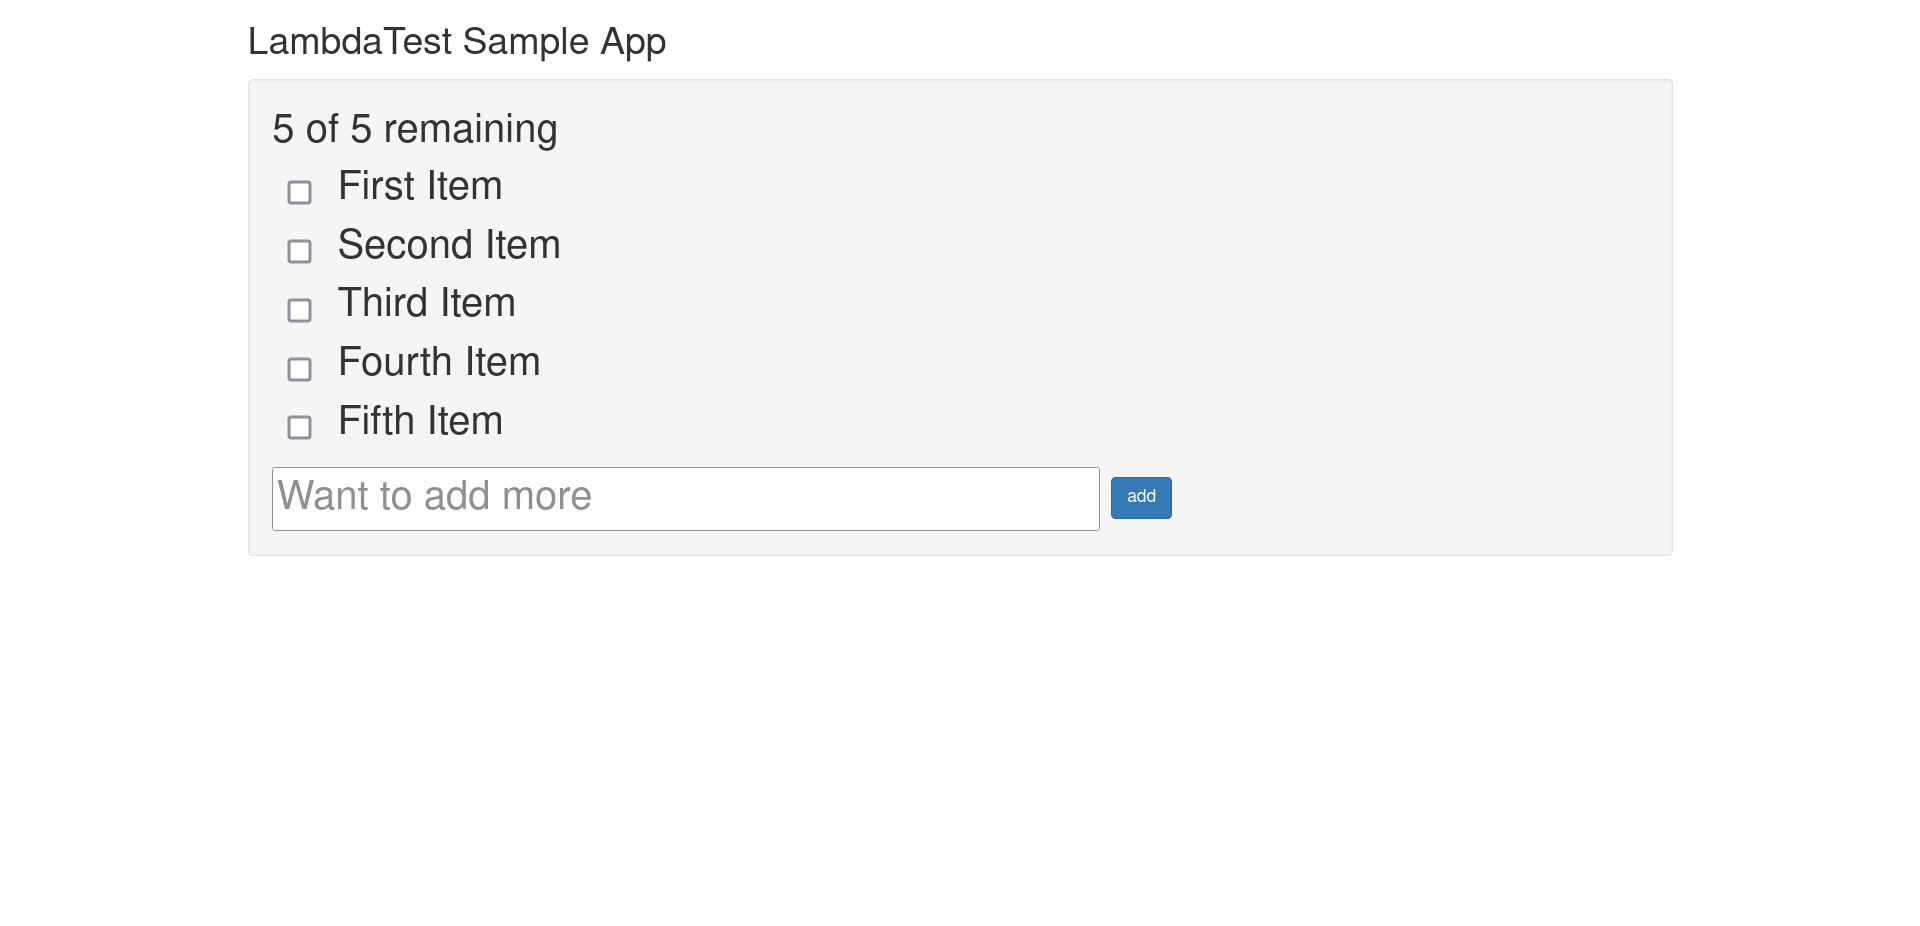 LambdaTest Sample App
5 of 5 remaining
First Item
Second Item
Third Item
Fourth Item
Fifth Item
Want to add more
add